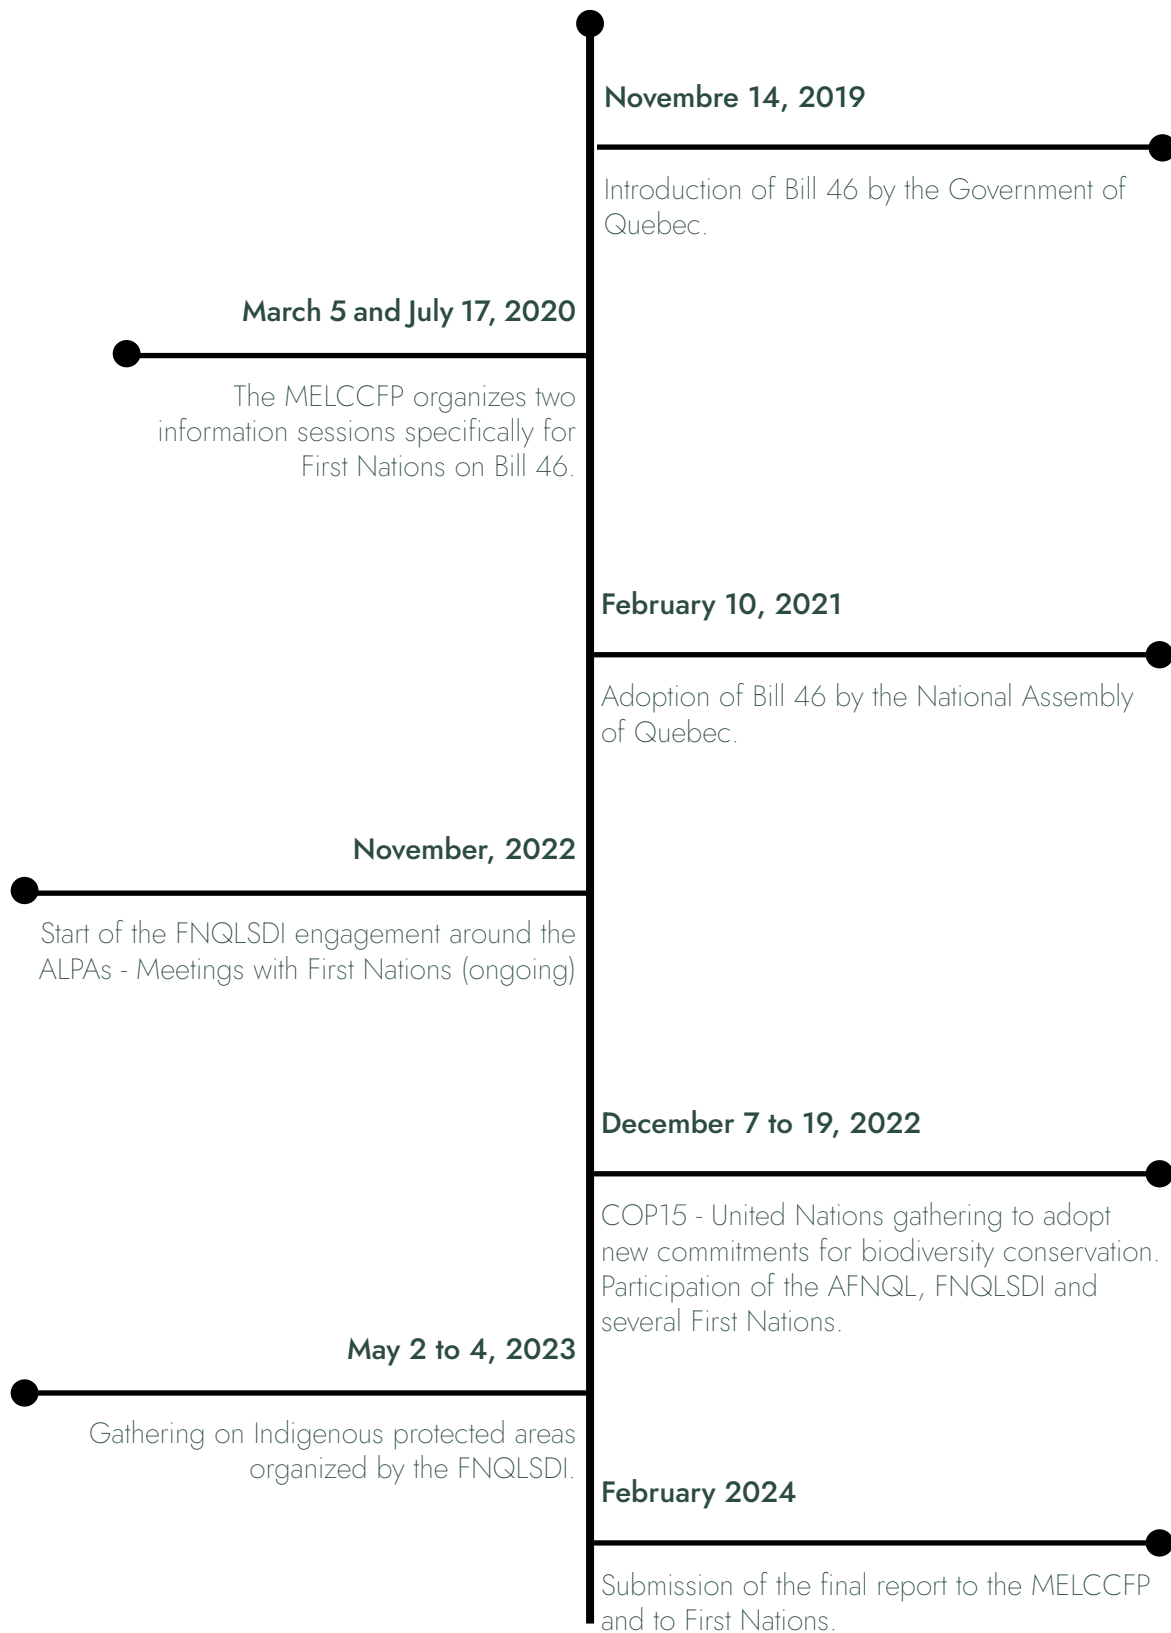 Novembre 14, 2019
Introduction of Bill 46 by the Government of
Quebec.
March 5 and July 17, 2020
The MELCCFP organizes two
information sessions specifically for
First Nations on Bill 46.
February 10, 2021
Adoption of Bill 46 by the National Assembly
of Quebec.
November, 2022
Start of the FNQLSDI engagement around the
ALPAs - Meetings with First Nations (ongoing)
December 7 to 19, 2022
COP15 - United Nations gathering to adopt
new commitments for biodiversity conservation.
Participation of the AFNQL, FNQLSDI and
several First Nations.
May 2 to 4, 2023
Gathering on Indigenous protected areas
organized by the FNQLSDI.
February 2024
Submission of the final report to the MELCCFP
and to First Nations.